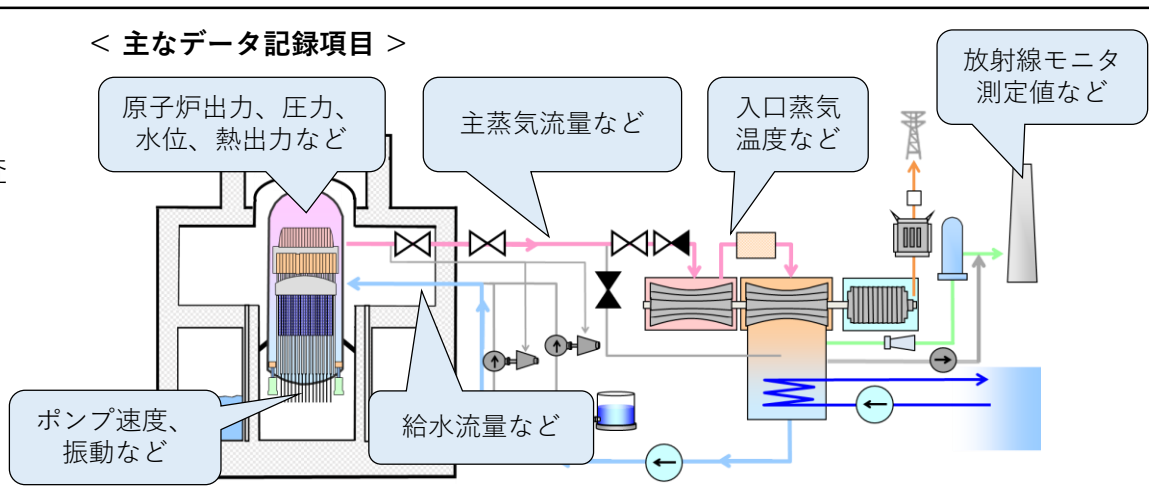 < 主なデータ記録項目 >
原子炉出力、圧力、
水位、熱出力など
主蒸気流量など
入口蒸気
温度など
放射線モニタ
測定値など
ポンプ速度、
振動など
給水流量など